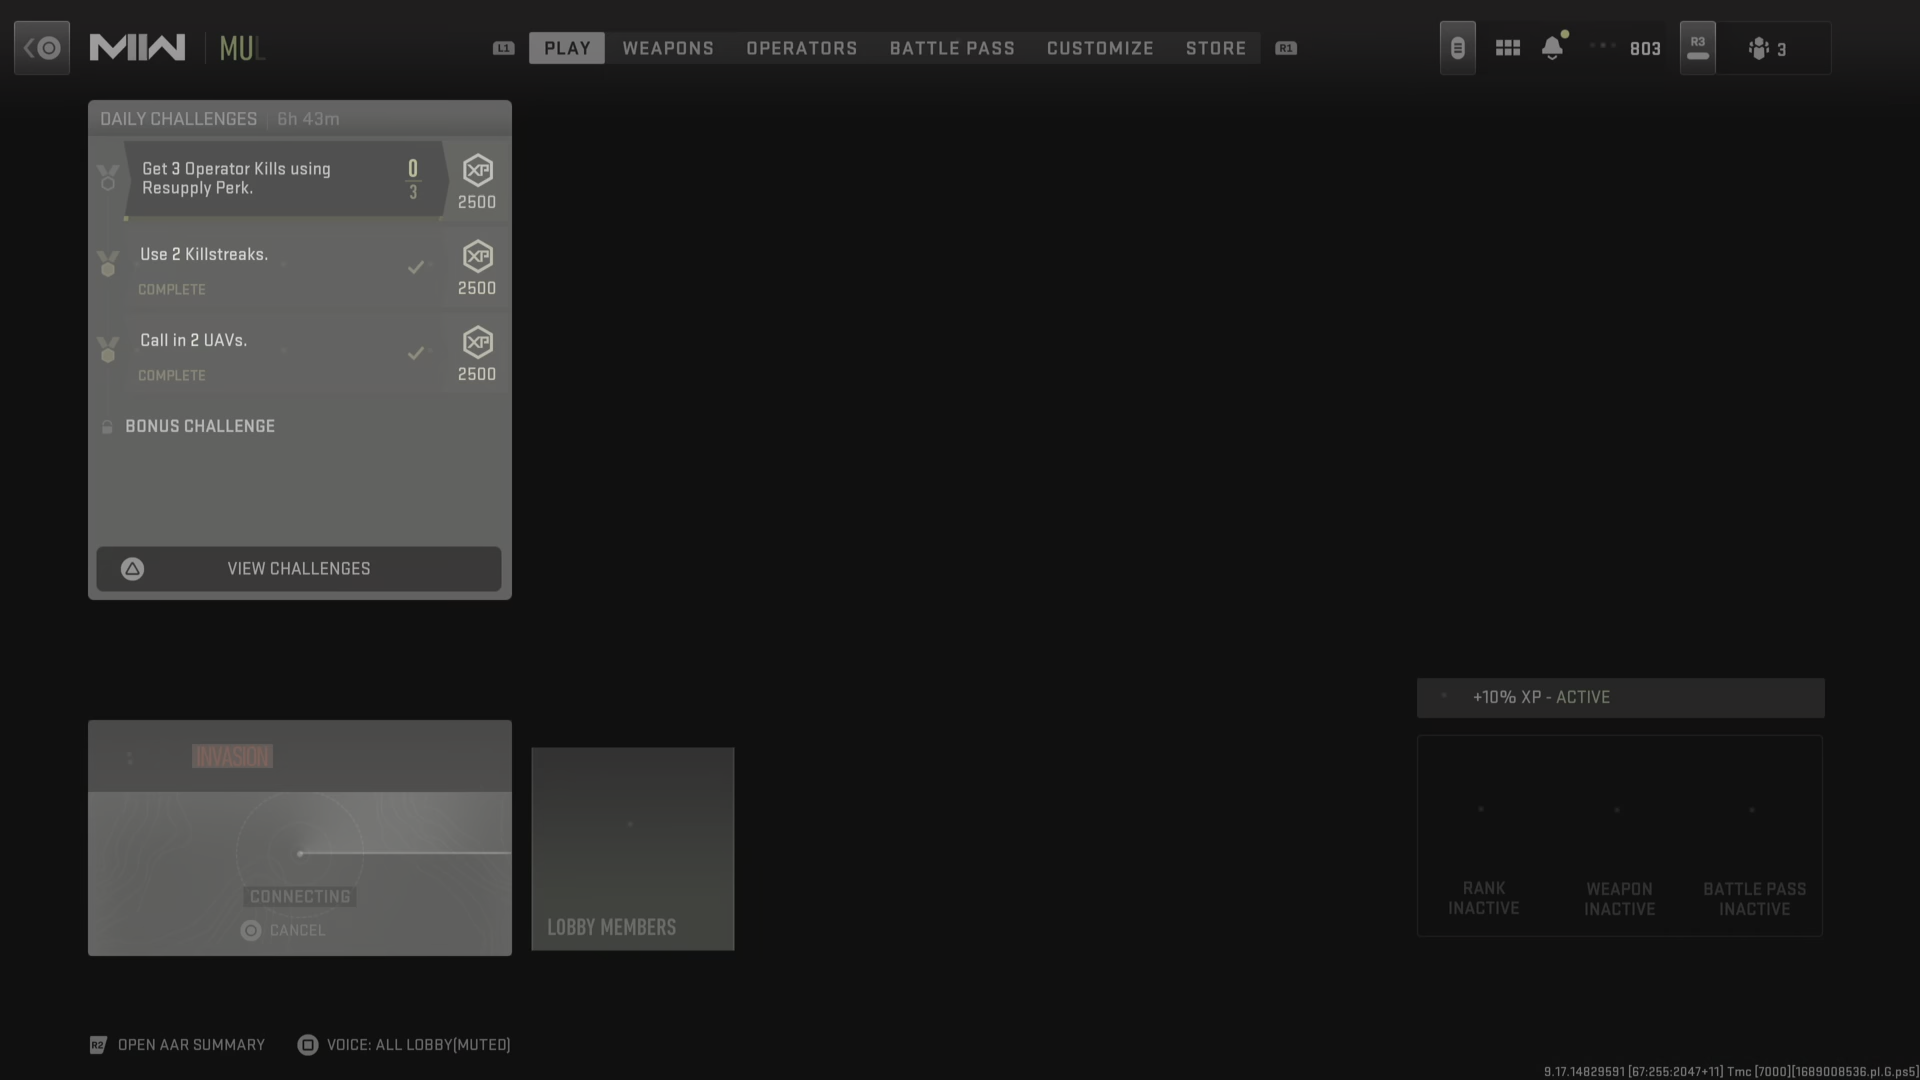 MW | MUL
L1 PLAY WEAPONS OPERATORS BATTLE PASS CUSTOMIZE STORE R1
803
R3
3
DAILY CHALLENGES | 6h 43m
Get 3 Operator Kills using
Resupply Perk.
0
3
XP
2500
Use 2 Killstreaks.
COMPLETE
XP
2500
Call in 2 UAVs.
COMPLETE
XP
2500
BONUS CHALLENGE
VIEW CHALLENGES
+10% XP - ACTIVE
INVASION
CONNECTING
CANCEL
LOBBY MEMBERS
RANK
INACTIVE
WEAPON
INACTIVE
BATTLE PASS
INACTIVE
R2 OPEN AAR SUMMARY
VOICE: ALL LOBBY(MUTED)
9.17.14829591 [67:255:2047+11] Tmc [7000][1689008536.pl.G.ps5]